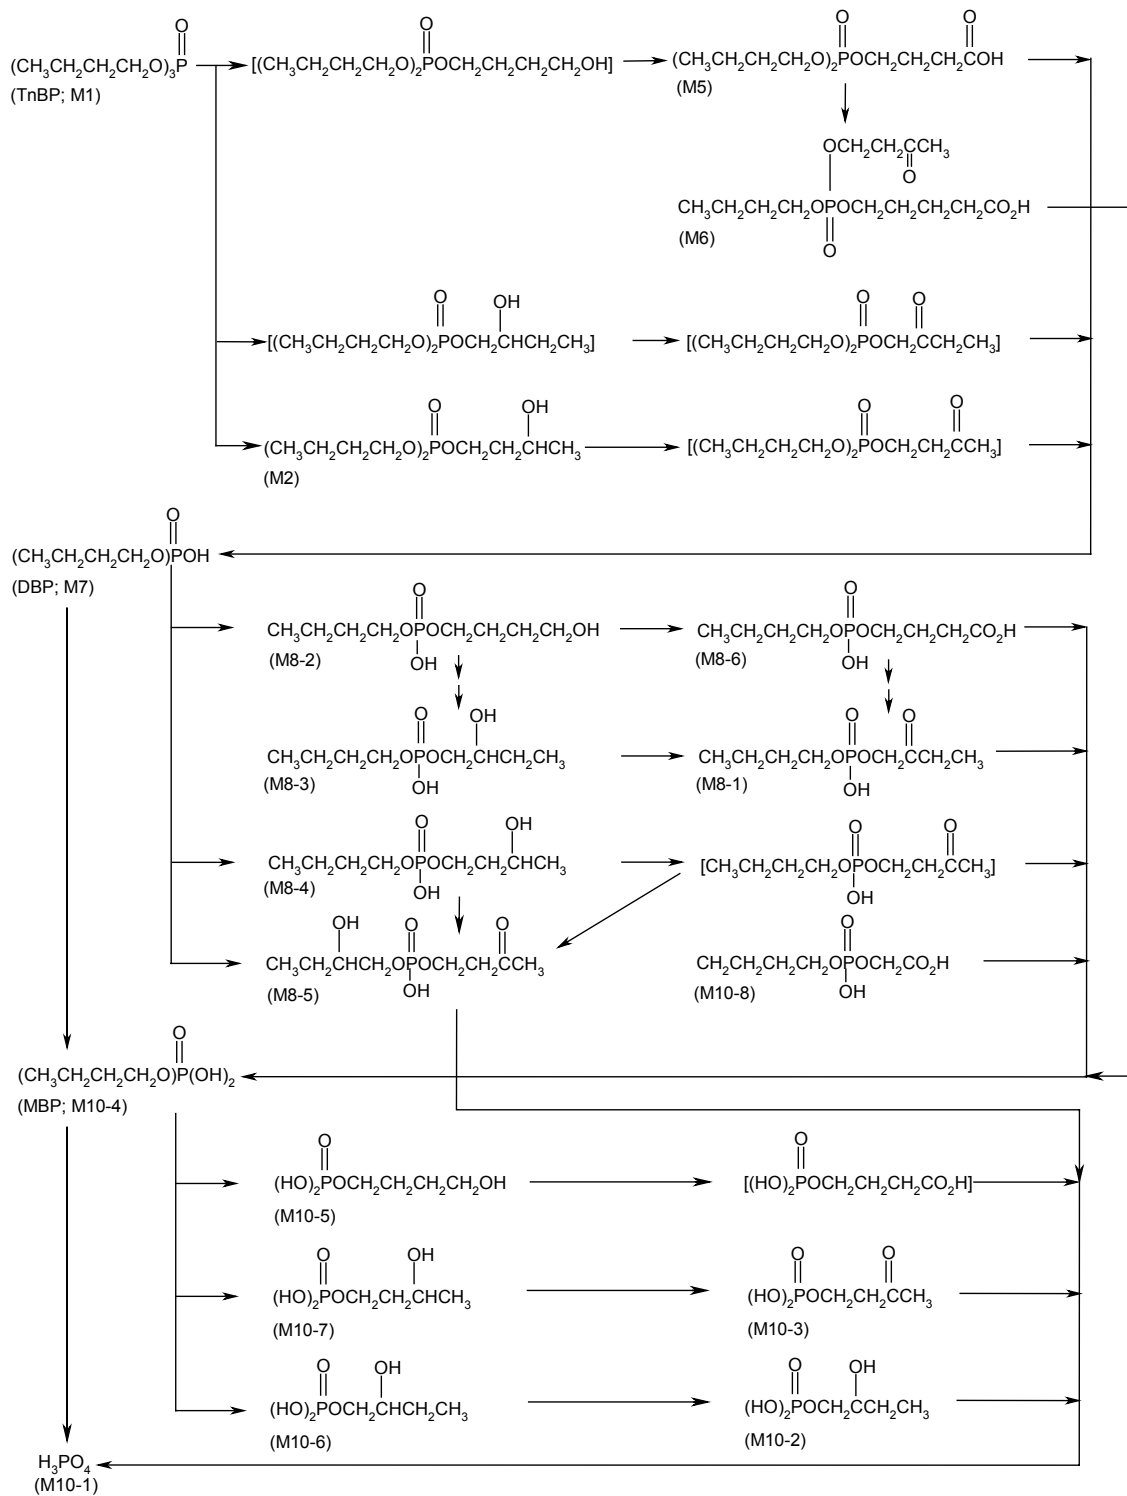 O
(CH3CH2CH2CH2O)3P
(TnBP; M1)
O
[(CH3CH2CH2CH2O)2POCH2CH2CH2CH2OH]
O O
(CH3CH2CH2CH2O)2POCH2CH2CH2COH
(M5)
OCH2CH2CCH3
O
CH3CH2CH2CH2OPOCH2CH2CH2CH2CO2H
(M6)
O
O OH
[(CH3CH2CH2CH2O)2POCH2CHCH2CH3]
O O
[(CH3CH2CH2CH2O)2POCH2CCH2CH3]
O OH
(CH3CH2CH2CH2O)2POCH2CH2CHCH3
(M2)
O O
[(CH3CH2CH2CH2O)2POCH2CH2CCH3]
O
(CH3CH2CH2CH2O)POH
(DBP; M7)
O
CH3CH2CH2CH2OPOCH2CH2CH2CH2OH
(M8-2) OH
O
CH3CH2CH2CH2OPOCH2CH2CH2CO2H
(M8-6) OH
O OH
CH3CH2CH2CH2OPOCH2CHCH2CH3
(M8-3) OH
O O
CH3CH2CH2CH2OPOCH2CCH2CH3
(M8-1) OH
O OH
CH3CH2CH2CH2OPOCH2CH2CHCH3
(M8-4) OH
O O
[CH3CH2CH2CH2OPOCH2CH2CCH3]
OH
OH O O
CH3CH2CHCH2OPOCH2CH2CCH3
(M8-5) OH
O
CH2CH2CH2CH2OPOCH2CO2H
(M10-8) OH
O
(CH3CH2CH2CH2O)P(OH)2
(MBP; M10-4)
O
(HO)2POCH2CH2CH2CH2OH
(M10-5)
O
[(HO)2POCH2CH2CH2CO2H]
O OH
(HO)2POCH2CH2CHCH3
(M10-7)
O O
(HO)2POCH2CH2CCH3
(M10-3)
O OH
(HO)2POCH2CHCH2CH3
(M10-6)
O OH
(HO)2POCH2CCH2CH3
(M10-2)
H3PO4
(M10-1)